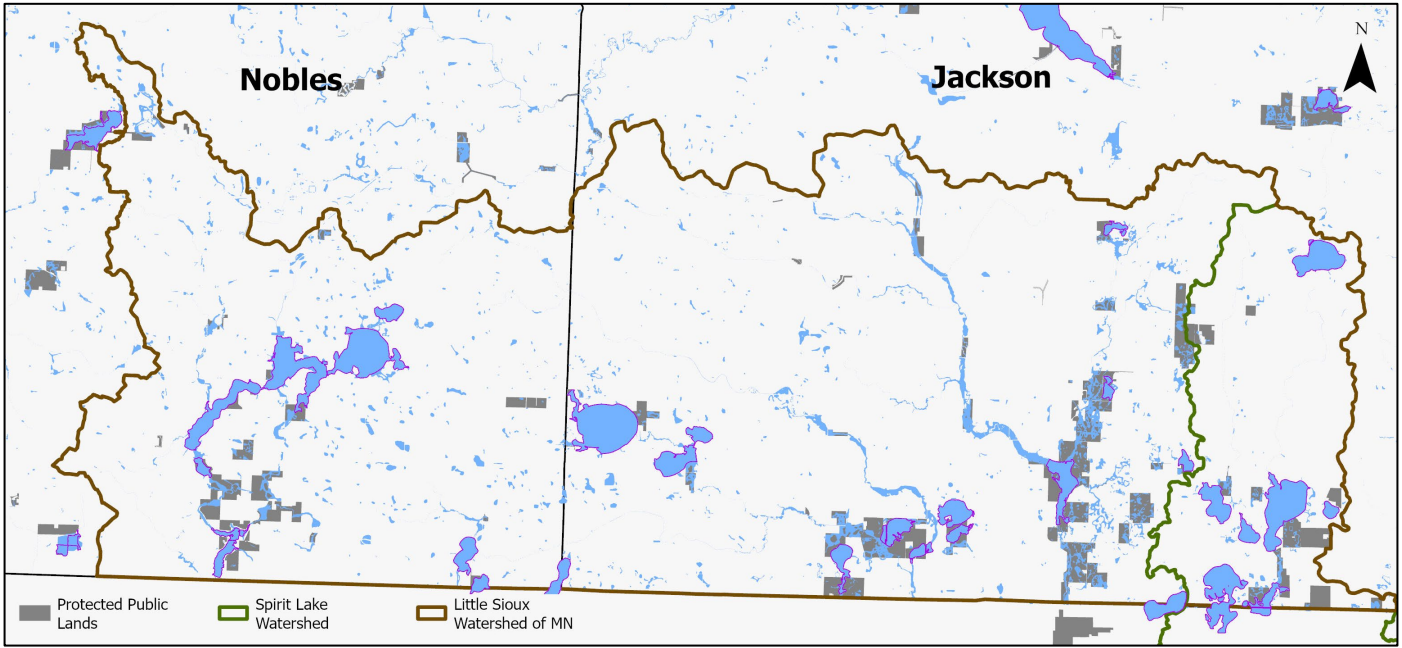 Nobles
Jackson
N
Protected Public
Lands
Spirit Lake
Watershed
Little Sioux
Watershed of MN